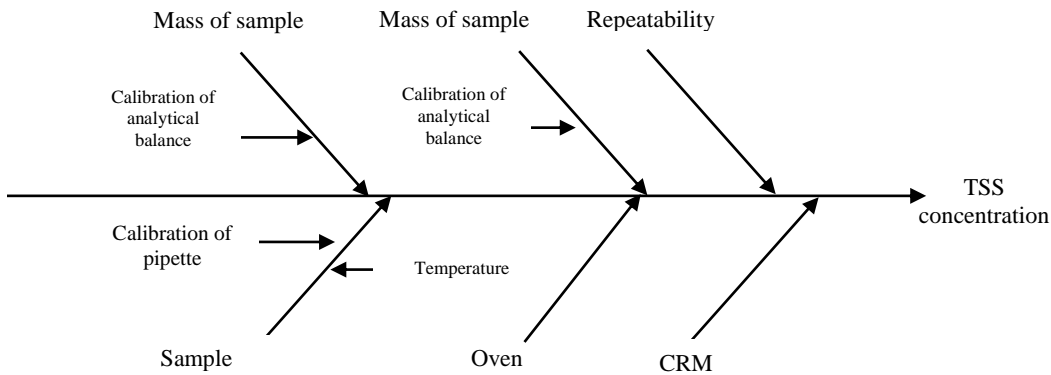 Mass of sample
Mass of sample
Repeatability
Calibration of
analytical
balance
Calibration of
analytical
balance
TSS
concentration
Calibration of
pipette
Temperature
Sample
Oven
CRM